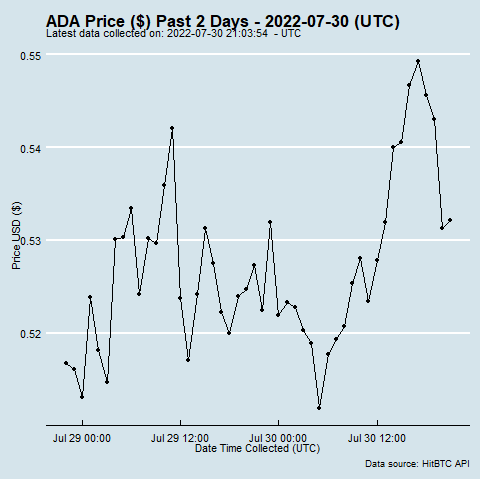 ADA Price ($) Past 2 Days - 2022-07-30 (UTC)
Latest data collected on: 2022-07-30 21:03:54 - UTC
0.55
0.54
0.53
0.52
Price USD ($)
Jul 29 00:00 Jul 29 12:00 Jul 30 00:00 Jul 30 12:00
Date Time Collected (UTC)
Data source: HitBTC API